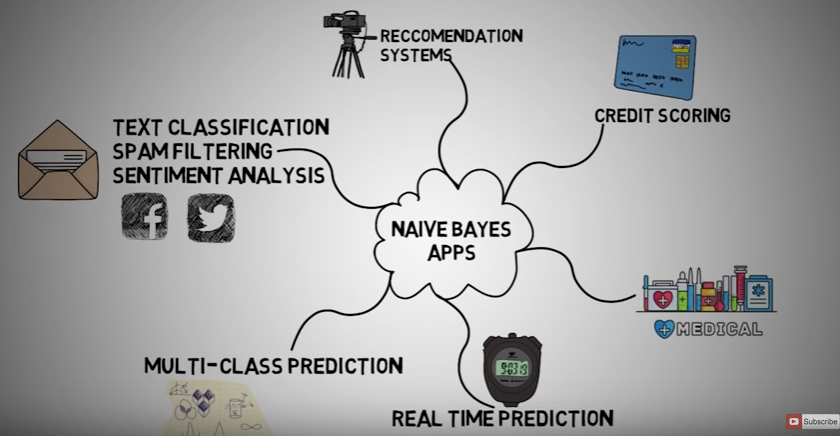 RECCOMENDATION
SYSTEMS
CREDIT SCORING
TEXT CLASSIFICATION
SPAM FILTERING
SENTIMENT ANALYSIS
NAIVE BAYES
APPS
MEDICAL
MULTI-CLASS PREDICTION
REAL TIME PREDICTION
Subscribe